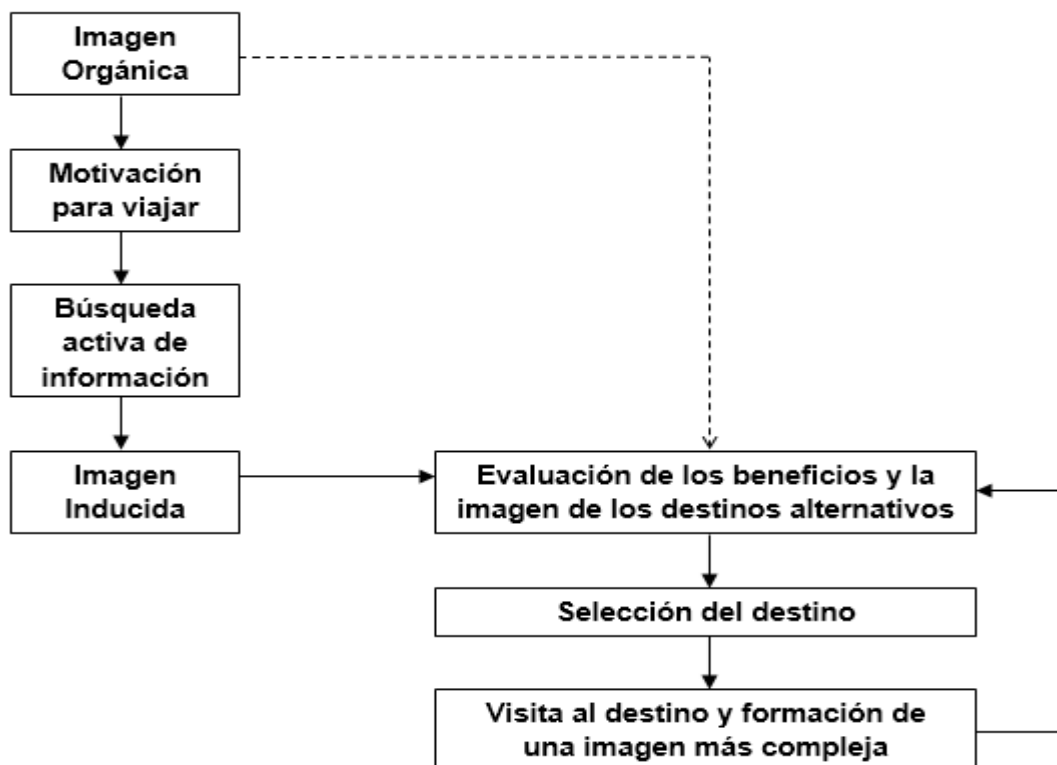 Imagen
Orgánica
Motivación
para viajar
Búsqueda
activa de
información
Imagen
Inducida
Evaluación de los beneficios y la
imagen de los destinos alternativos
Selección del destino
Visita al destino y formación de
una imagen más compleja